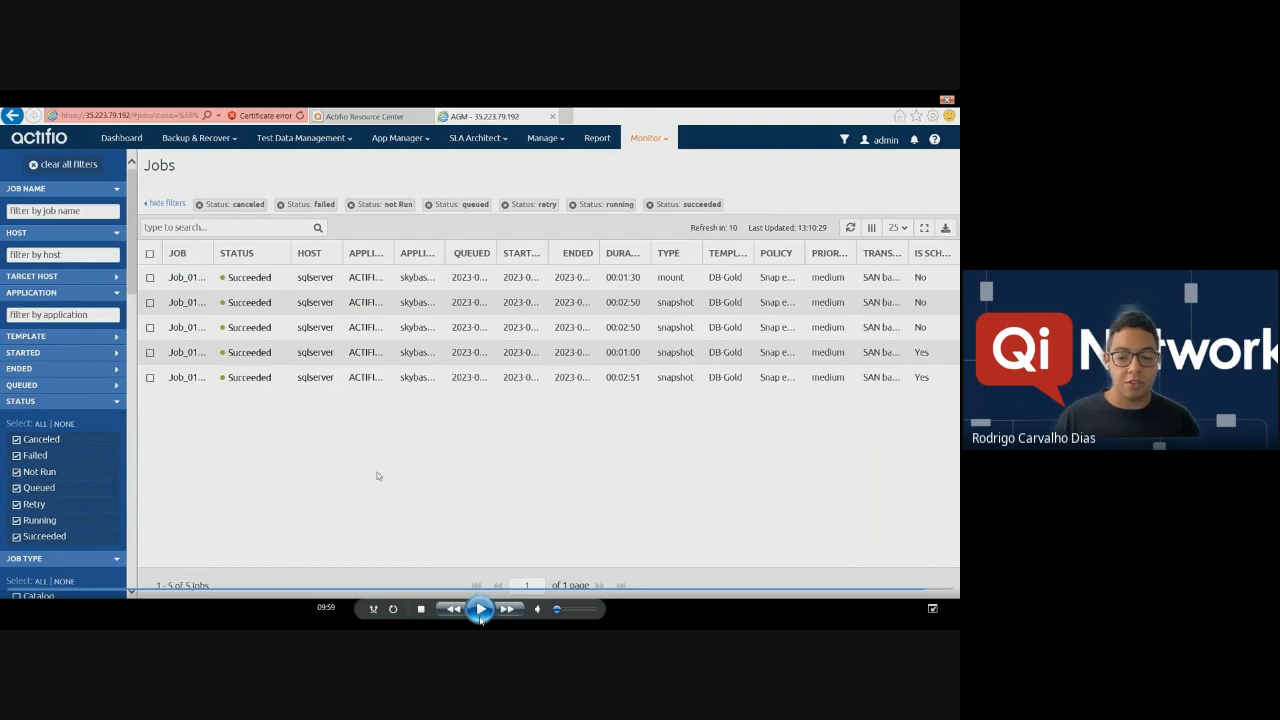 https://35.223.79.192/#jobs/status=%5B% Certificate error Actifio Resource Center AGM - 35.223.79.192
actifio Dashboard Backup & Recover Test Data Management App Manager SLA Architect Manage Report Monitor admin
clear all filters
JOB NAME
filter by job name
HOST
filter by host
TARGET HOST
APPLICATION
filter by application
TEMPLATE
STARTED
ENDED
QUEUED
STATUS
Select: ALL | NONE
Canceled
Failed
Not Run
Queued
Retry
Running
Succeeded
JOB TYPE
Select: ALL | NONE
Catalog
Jobs
hide filters Status: canceled Status: failed Status: not Run Status: queued Status: retry Status: running Status: succeeded
type to search... Refresh in: 10 Last Updated: 13:10:29 25
JOB STATUS HOST APPLI... APPLI... QUEUED START... ENDED DURA... TYPE TEMPL... POLICY PRIOR... TRANS... IS SCH...
Job_01... Succeeded sqlserver ACTIFI... skybas... 2023-0... 2023-0... 2023-0... 00:01:30 mount DB-Gold Snap e... medium SAN ba... No
Job_01... Succeeded sqlserver ACTIFI... skybas... 2023-0... 2023-0... 2023-0... 00:02:50 snapshot DB-Gold Snap e... medium SAN ba... No
Job_01... Succeeded sqlserver ACTIFI... skybas... 2023-0... 2023-0... 2023-0... 00:02:50 snapshot DB-Gold Snap e... medium SAN ba... No
Job_01... Succeeded sqlserver ACTIFI... skybas... 2023-0... 2023-0... 2023-0... 00:01:00 snapshot DB-Gold Snap e... medium SAN ba... Yes
Job_01... Succeeded sqlserver ACTIFI... skybas... 2023-0... 2023-0... 2023-0... 00:02:51 snapshot DB-Gold Snap e... medium SAN ba... Yes
1 - 5 of 5 jobs 1 of 1 page
09:59
Qi Network
Rodrigo Carvalho Dias